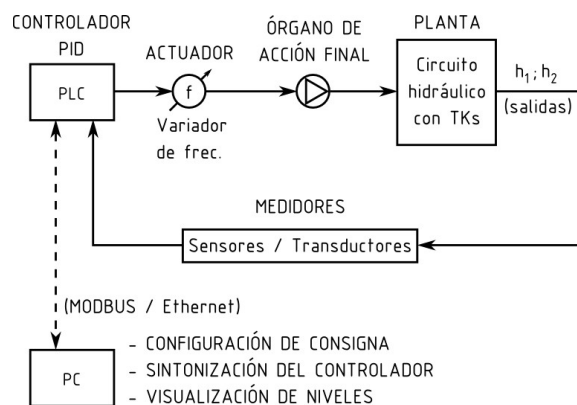 CONTROLADOR
PID
PLC
ACTUADOR
f
Variador
de frec.
ÓRGANO DE
ACCIÓN FINAL
PLANTA
Circuito
hidráulico
con TKs
h₁; h₂
(salidas)
MEDIDORES
Sensores / Transductores
(MODBUS / Ethernet)
PC
- CONFIGURACIÓN DE CONSIGNA
- SINTONIZACIÓN DEL CONTROLADOR
- VISUALIZACIÓN DE NIVELES